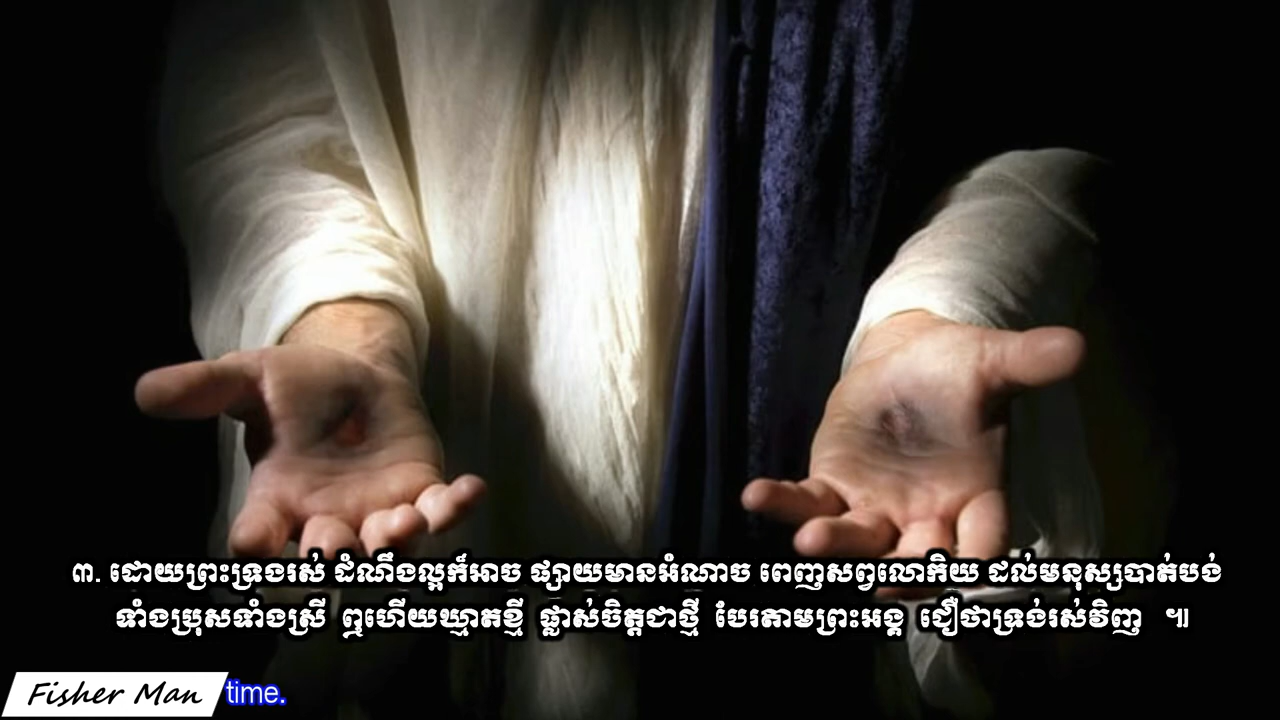 ៣. ដោយព្រះទ្រងរស់ ដំណឹងល្អក៏អាច ផ្សាយមានអំណាច ពេញសព្វលោកិយ ដល់មនុស្សបាត់បង់
ទាំងប្រុសទាំងស្រី ឮហើយឃ្មាតខ្មី ផ្លាស់ចិត្តជាថ្មី បែរតាមព្រះអង្គ ជឿថាទ្រង់រស់វិញ ៕
Fisher Man time.